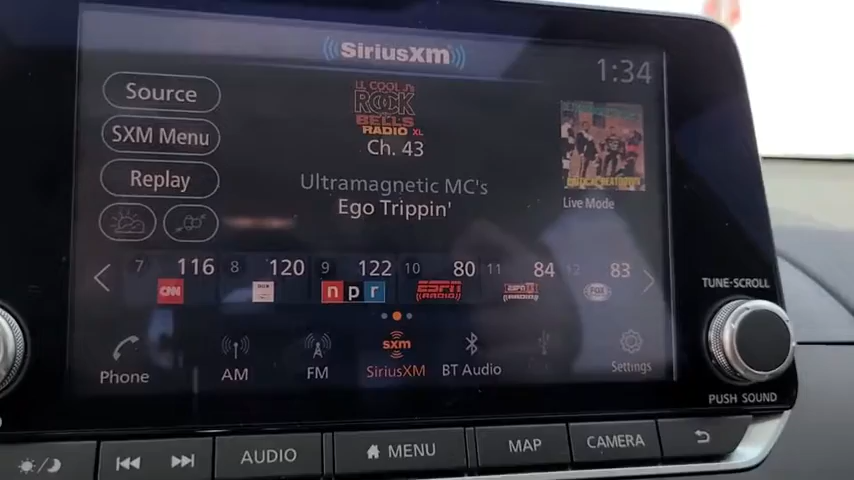 SiriusXM
1:34
Source
SXM Menu
Replay
LL COOL J's
ROCK
THE
BELLS
RADIO XL
Ch. 43
Ultramagnetic MC's
Ego Trippin'
CRITICAL BEATDOWN
Live Mode
7 116 8 120 9 122 10 80 11 84 12 83
CNN
npr
ESPN
RADIO
FOX
Phone
AM
FM
sxm
SiriusXM
BT Audio
Settings
TUNE·SCROLL
PUSH SOUND
AUDIO
MENU
MAP
CAMERA